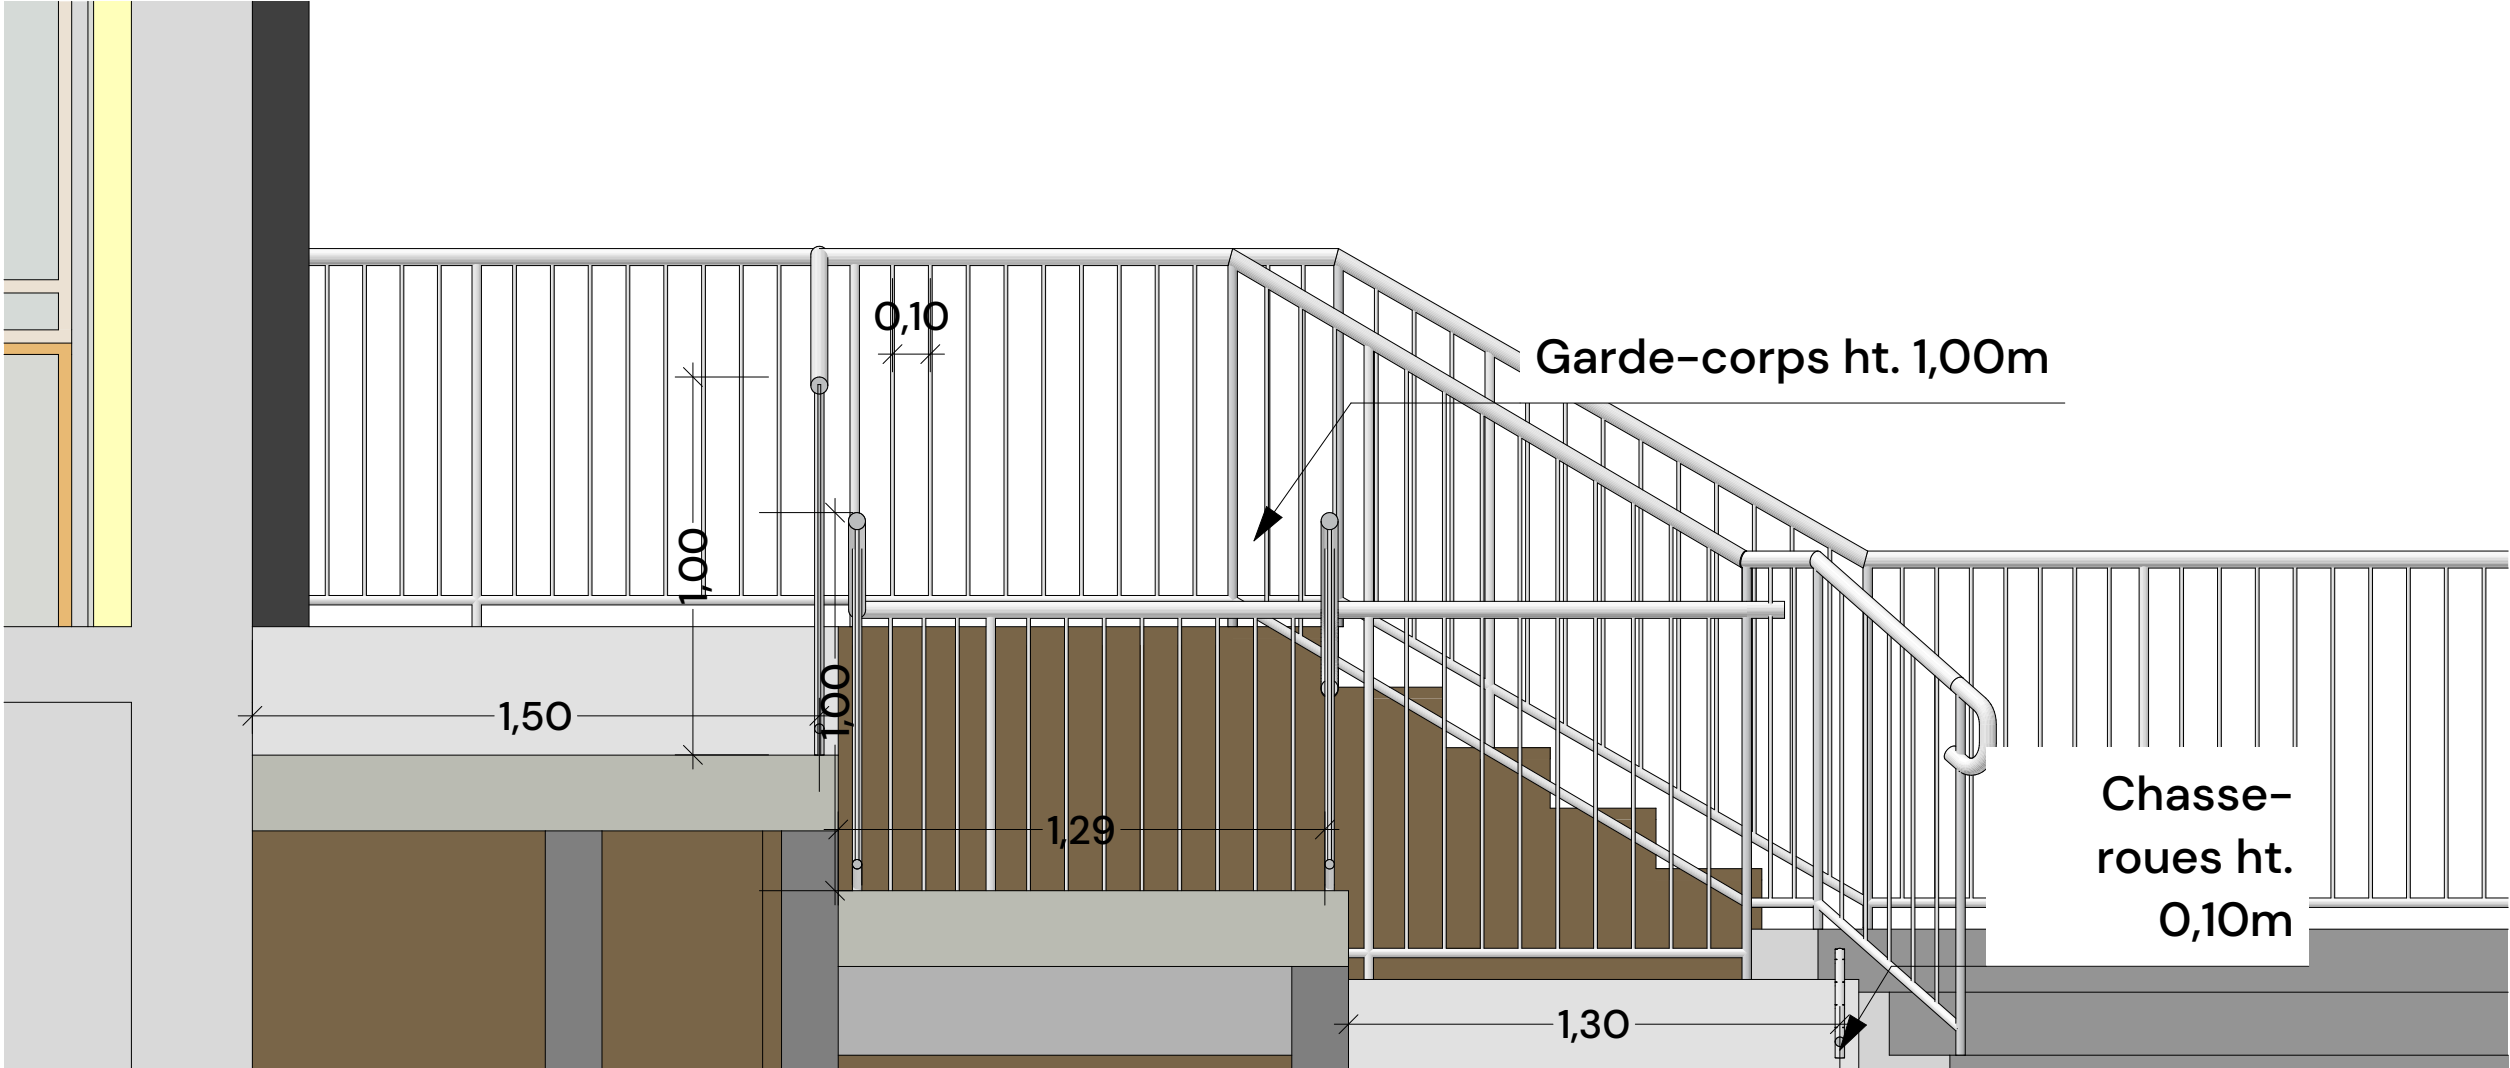 0,10
Garde-corps ht. 1,00m
1,00
1,00
1,50
1,29
Chasse-
roues ht.
0,10m
1,30